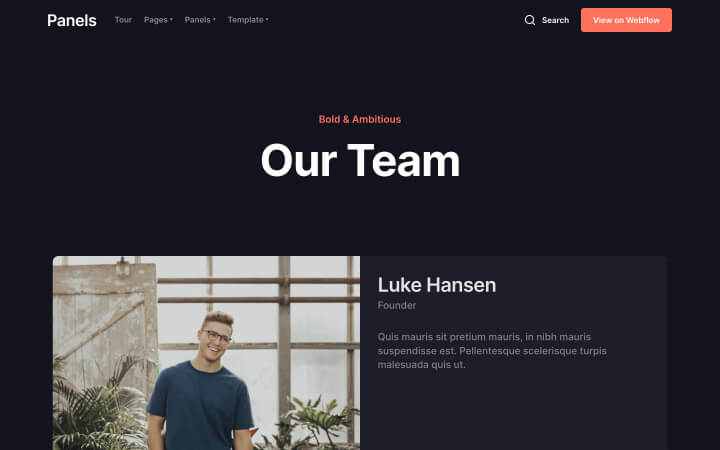 Panels
Tour
Pages
Panels
Template
Search
View on Webflow
Bold & Ambitious
Our Team
Luke Hansen
Founder
Quis mauris sit pretium mauris, in nibh mauris
suspendisse est. Pellentesque scelerisque turpis
malesuada quis ut.